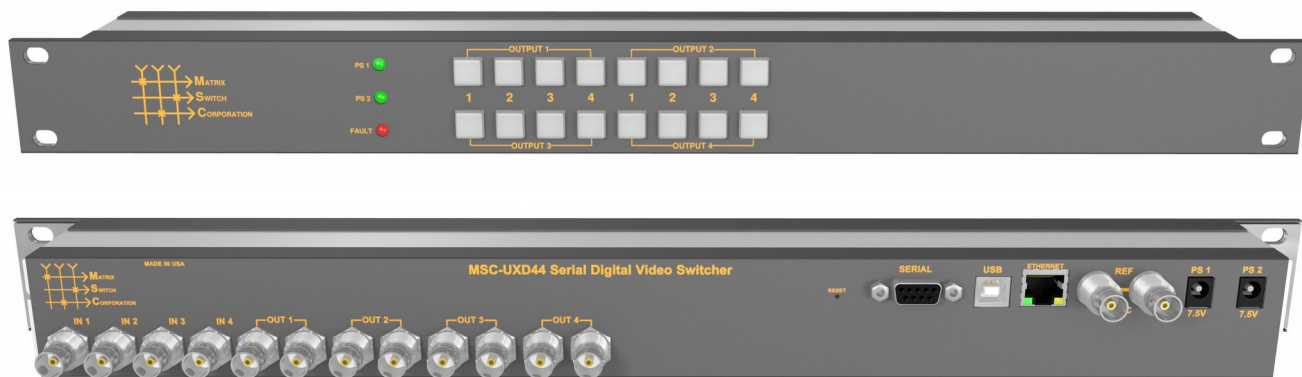 OUTPUT 1 OUTPUT 2
PS 1
MATRIX
SWITCH
CORPORATION
PS 2
1 2 3 4 1 2 3 4
FAULT
OUTPUT 3 OUTPUT 4
MADE IN USA
MSC-UXD44 Serial Digital Video Switcher
MATRIX
SWITCH
CORPORATION
RESET
SERIAL USB ETHERNET REF PS 1 PS 2
7.5V 7.5V
IN 1 IN 2 IN 3 IN 4 OUT 1 OUT 2 OUT 3 OUT 4